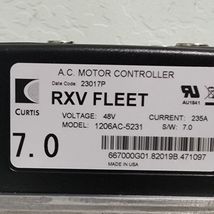 A.C. MOTOR CONTROLLER
Date Code: 23017P
RXV FLEET
AU1841
CURTIS
VOLTAGE: 48V CURRENT: 235A
MODEL: 1206AC-5231 S/W: 7.0
7.0
667000G01.82019B.471097
MADE IN USA